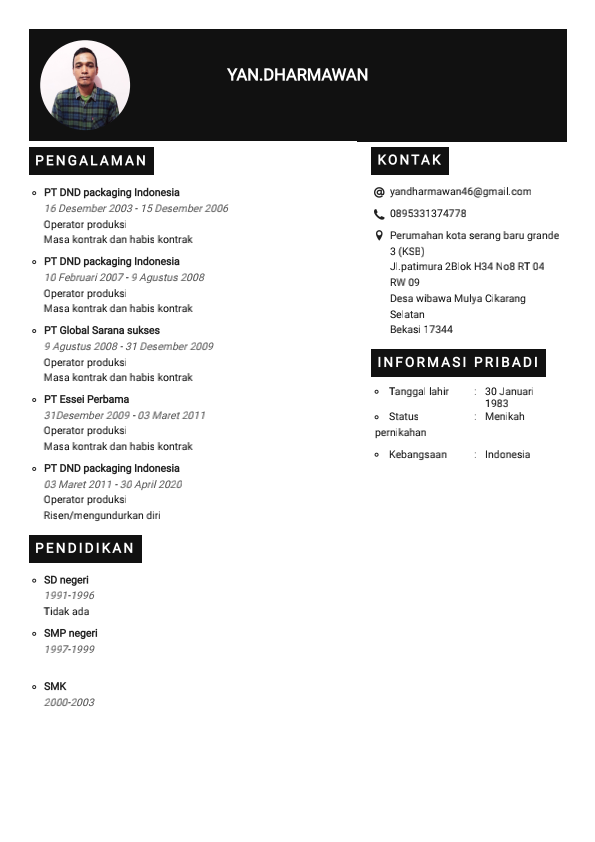 YAN.DHARMAWAN
PENGALAMAN
PT DND packaging Indonesia
16 Desember 2003 - 15 Desember 2006
Operator produksi
Masa kontrak dan habis kontrak
PT DND packaging Indonesia
10 Februari 2007 - 9 Agustus 2008
Operator produksi
Masa kontrak dan habis kontrak
PT Global Sarana sukses
9 Agustus 2008 - 31 Desember 2009
Operator produksi
Masa kontrak dan habis kontrak
PT Essei Perbama
31Desember 2009 - 03 Maret 2011
Operator produksi
Masa kontrak dan habis kontrak
PT DND packaging Indonesia
03 Maret 2011 - 30 April 2020
Operator produksi
Risen/mengundurkan diri
PENDIDIKAN
SD negeri
1991-1996
Tidak ada
SMP negeri
1997-1999
SMK
2000-2003
KONTAK
yandharmawan46@gmail.com
0895331374778
Perumahan kota serang baru grande
3 (KSB)
Jl.patimura 2Blok H34 No8 RT 04
RW 09
Desa wibawa Mulya Cikarang
Selatan
Bekasi 17344
INFORMASI PRIBADI
Tanggal lahir : 30 Januari
1983
Status : Menikah
pernikahan
Kebangsaan : Indonesia